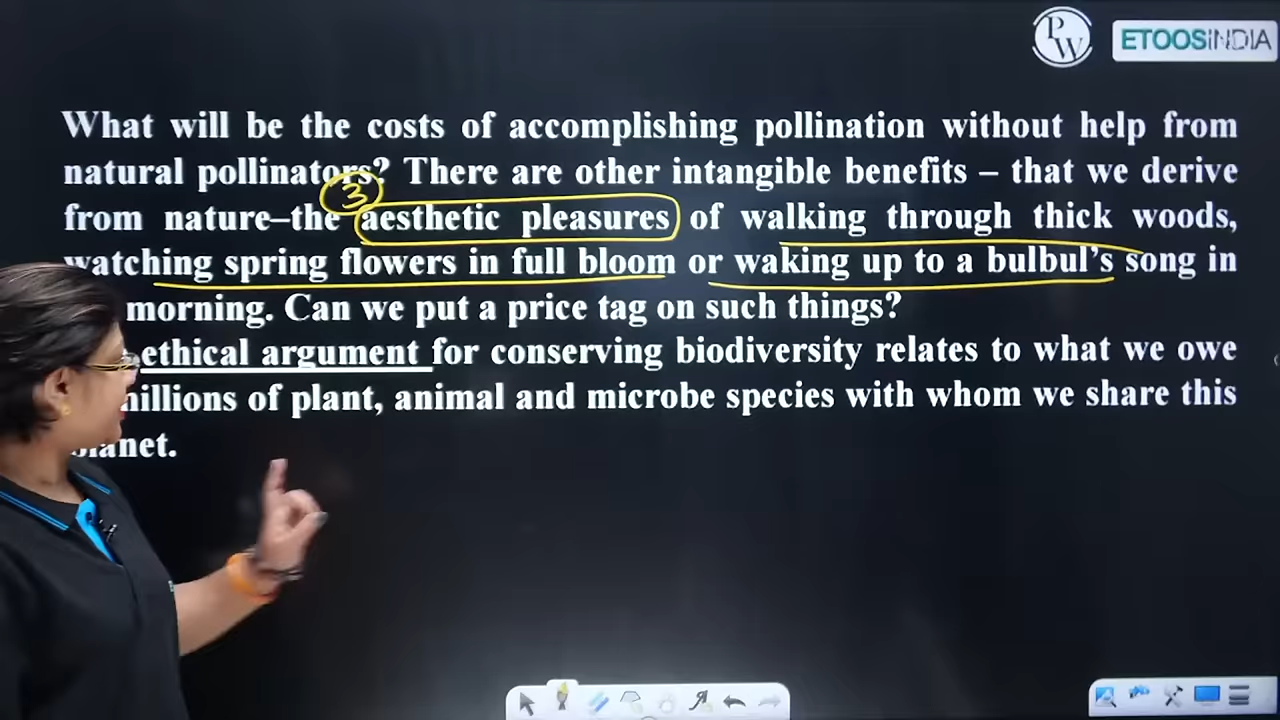 PW
ETOOSINDIA
What will be the costs of accomplishing pollination without help from
natural pollinators? There are other intangible benefits – that we derive
3
from nature–the aesthetic pleasures of walking through thick woods,
watching spring flowers in full bloom or waking up to a bulbul's song in
morning. Can we put a price tag on such things?
ethical argument for conserving biodiversity relates to what we owe
millions of plant, animal and microbe species with whom we share this
planet.